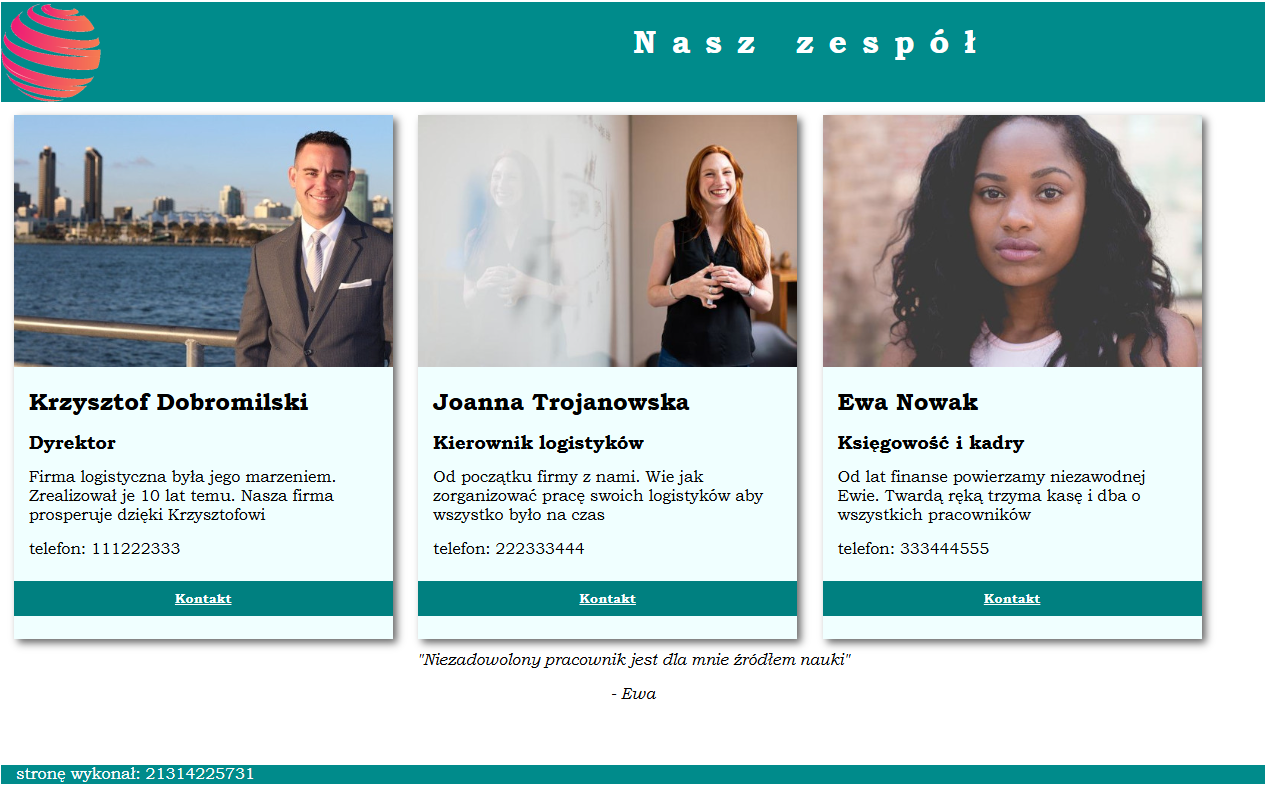 Nasz zespół
Krzysztof Dobromilski
Dyrektor
Firma logistyczna była jego marzeniem.
Zrealizował je 10 lat temu. Nasza firma
prosperuje dzięki Krzysztofowi
telefon: 111222333
Kontakt
Joanna Trojanowska
Kierownik logistyków
Od początku firmy z nami. Wie jak
zorganizować pracę swoich logistyków aby
wszystko było na czas
telefon: 222333444
Kontakt
Ewa Nowak
Księgowość i kadry
Od lat finanse powierzamy niezawodnej
Ewie. Twardą ręką trzyma kasę i dba o
wszystkich pracowników
telefon: 333444555
Kontakt
"Niezadowolony pracownik jest dla mnie źródłem nauki"
- Ewa
stronę wykonał: 21314225731